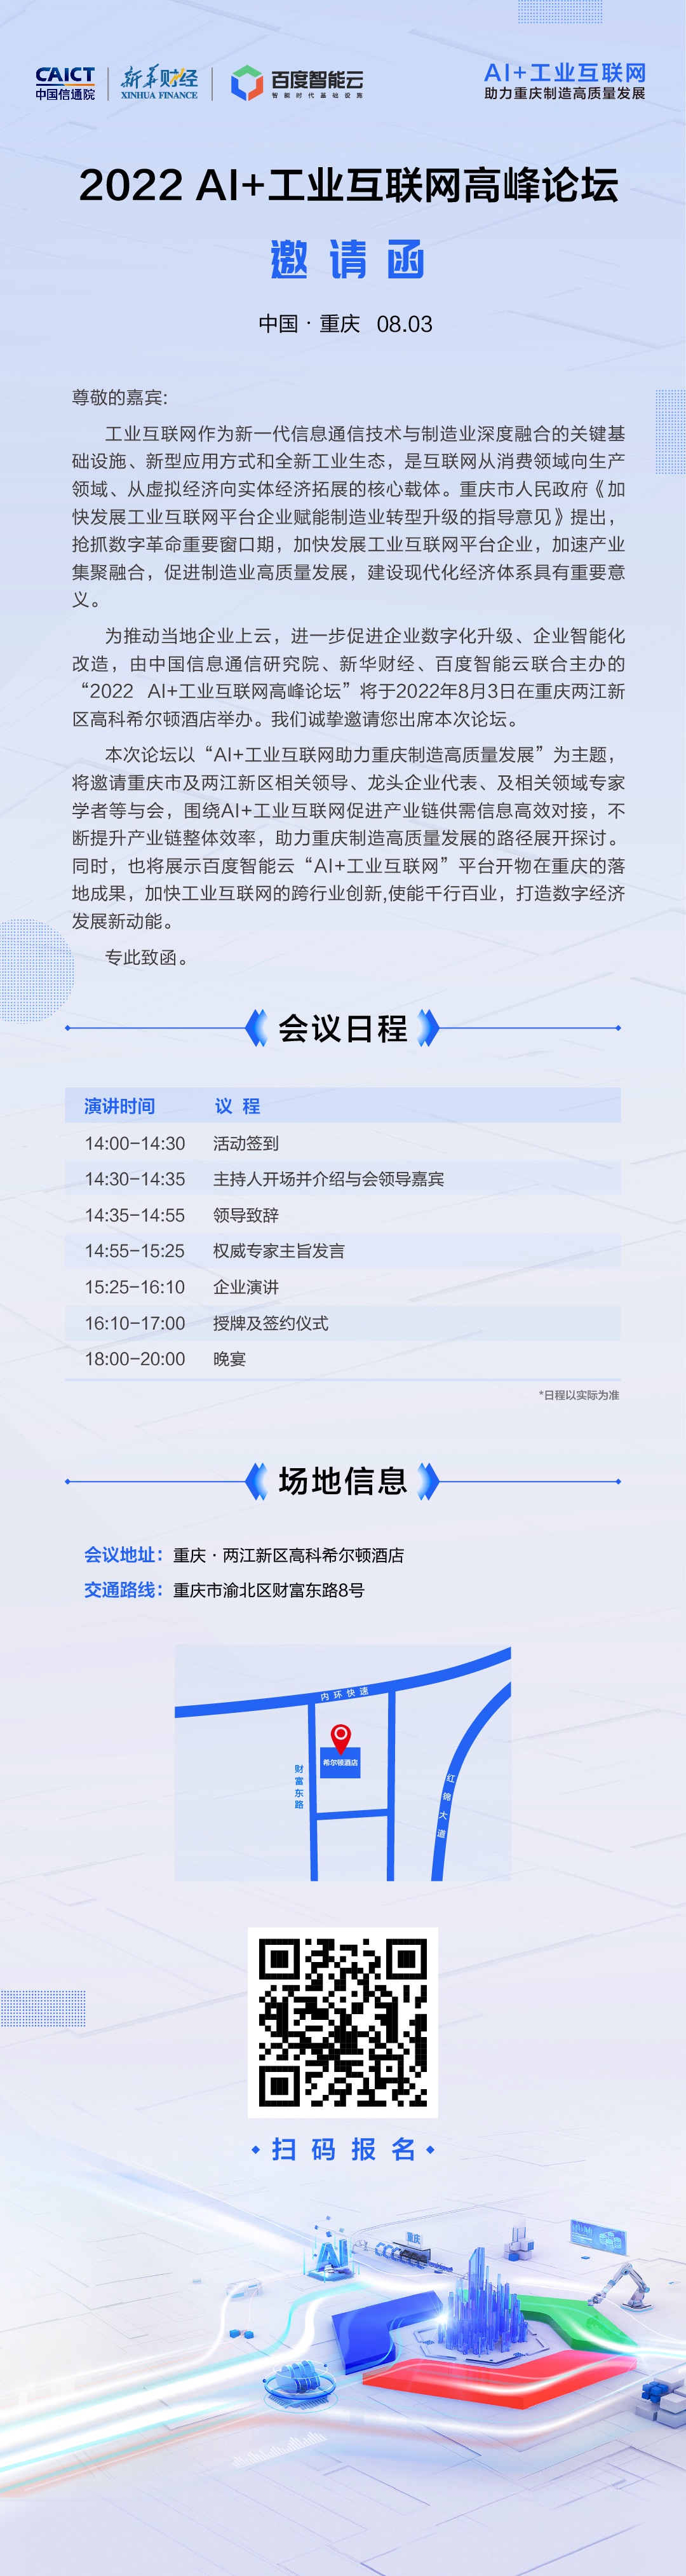 CAICT
中国信通院
新华财经
XINHUA FINANCE
百度智能云
智能时代基础设施
AI+工业互联网
助力重庆制造高质量发展
2022 AI+工业互联网高峰论坛
邀请函
中国·重庆 08.03
尊敬的嘉宾:
工业互联网作为新一代信息通信技术与制造业深度融合的关键基
础设施、新型应用方式和全新工业生态，是互联网从消费领域向生产
领域、从虚拟经济向实体经济拓展的核心载体。重庆市人民政府《加
快发展工业互联网平台企业赋能制造业转型升级的指导意见》提出，
抢抓数字革命重要窗口期，加快发展工业互联网平台企业，加速产业
集聚融合，促进制造业高质量发展，建设现代化经济体系具有重要意
义。
为推动当地企业上云，进一步促进企业数字化升级、企业智能化
改造，由中国信息通信研究院、新华财经、百度智能云联合主办的
“2022 AI+工业互联网高峰论坛”将于2022年8月3日在重庆两江新
区高科希尔顿酒店举办。我们诚挚邀请您出席本次论坛。
本次论坛以“AI+工业互联网助力重庆制造高质量发展”为主题，
将邀请重庆市及两江新区相关领导、龙头企业代表、及相关领域专家
学者等与会，围绕AI+工业互联网促进产业链供需信息高效对接，不
断提升产业链整体效率，助力重庆制造高质量发展的路径展开探讨。
同时，也将展示百度智能云“AI+工业互联网”平台开物在重庆的落
地成果，加快工业互联网的跨行业创新,使能千行百业，打造数字经济
发展新动能。
专此致函。
会议日程
演讲时间 议 程
14:00-14:30 活动签到
14:30-14:35 主持人开场并介绍与会领导嘉宾
14:35-14:55 领导致辞
14:55-15:25 权威专家主旨发言
15:25-16:10 企业演讲
16:10-17:00 授牌及签约仪式
18:00-20:00 晚宴
*日程以实际为准
场地信息
会议地址：重庆·两江新区高科希尔顿酒店
交通路线：重庆市渝北区财富东路8号
内环快速
希尔顿酒店
财富东路
红锦大道
扫码报名
重庆
AI